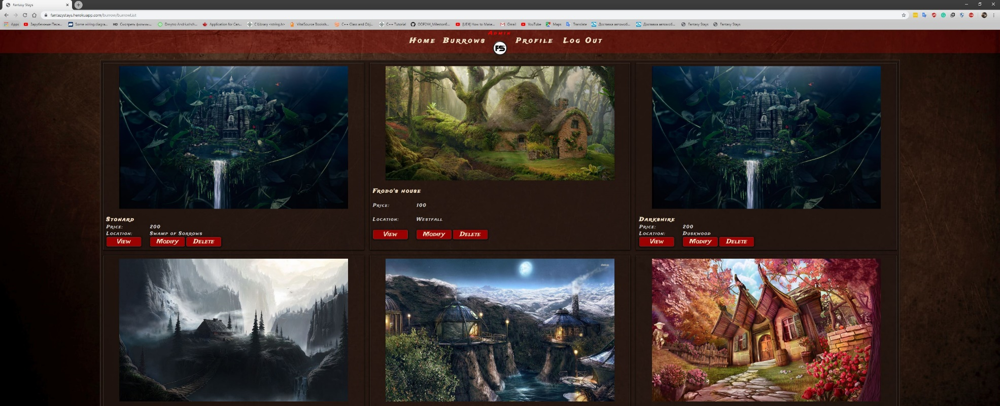 Fantasy Stays
fantazystays.herokuapp.com/burrow/burrowList
Apps
Зарубежные Песн...
Some wiring diagra...
HD Смотреть фильмы...
Dmytro Andriushch...
Application for Can...
C Library <string.h>
VitalSource Booksh...
C++ Class and Obj...
C++ Tutorial
OOP244_Milestone6...
[UE4] How to Make...
Gmail
YouTube
Maps
Translate
Доставка автомоб...
Доставка автомоб...
Fantasy Stays
Fantasy Stays
Admin
Home Burrows FS Profile Log Out
Stonard
Price: 200
Location: Swamp of Sorrows
View Modify Delete
Frodo's house
Price: 100
Location: Westfall
View Modify Delete
Darkshire
Price: 200
Location: Duskwood
View Modify Delete